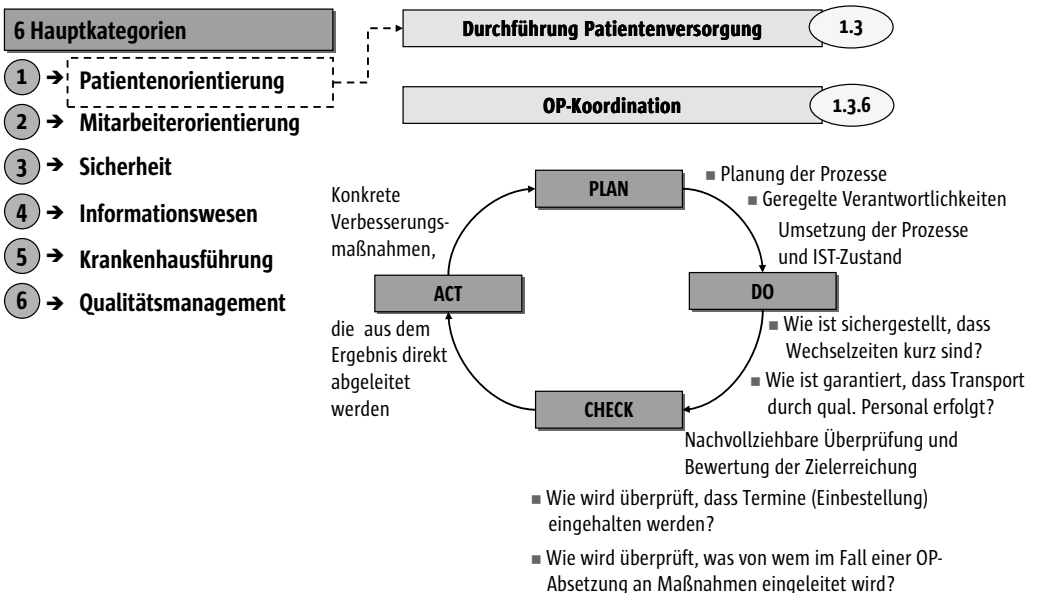 6 Hauptkategorien
1 ➔ Patientenorientierung
2 ➔ Mitarbeiterorientierung
3 ➔ Sicherheit
4 ➔ Informationswesen
5 ➔ Krankenhausführung
6 ➔ Qualitätsmanagement
Durchführung Patientenversorgung 1.3
OP-Koordination 1.3.6
PLAN
■ Planung der Prozesse
■ Geregelte Verantwortlichkeiten
Umsetzung der Prozesse
und IST-Zustand
DO
■ Wie ist sichergestellt, dass
Wechselzeiten kurz sind?
■ Wie ist garantiert, dass Transport
durch qual. Personal erfolgt?
CHECK
Nachvollziehbare Überprüfung und
Bewertung der Zielerreichung
■ Wie wird überprüft, dass Termine (Einbestellung)
eingehalten werden?
■ Wie wird überprüft, was von wem im Fall einer OP-
Absetzung an Maßnahmen eingeleitet wird?
Konkrete
Verbesserungs-
maßnahmen,
ACT
die aus dem
Ergebnis direkt
abgeleitet
werden